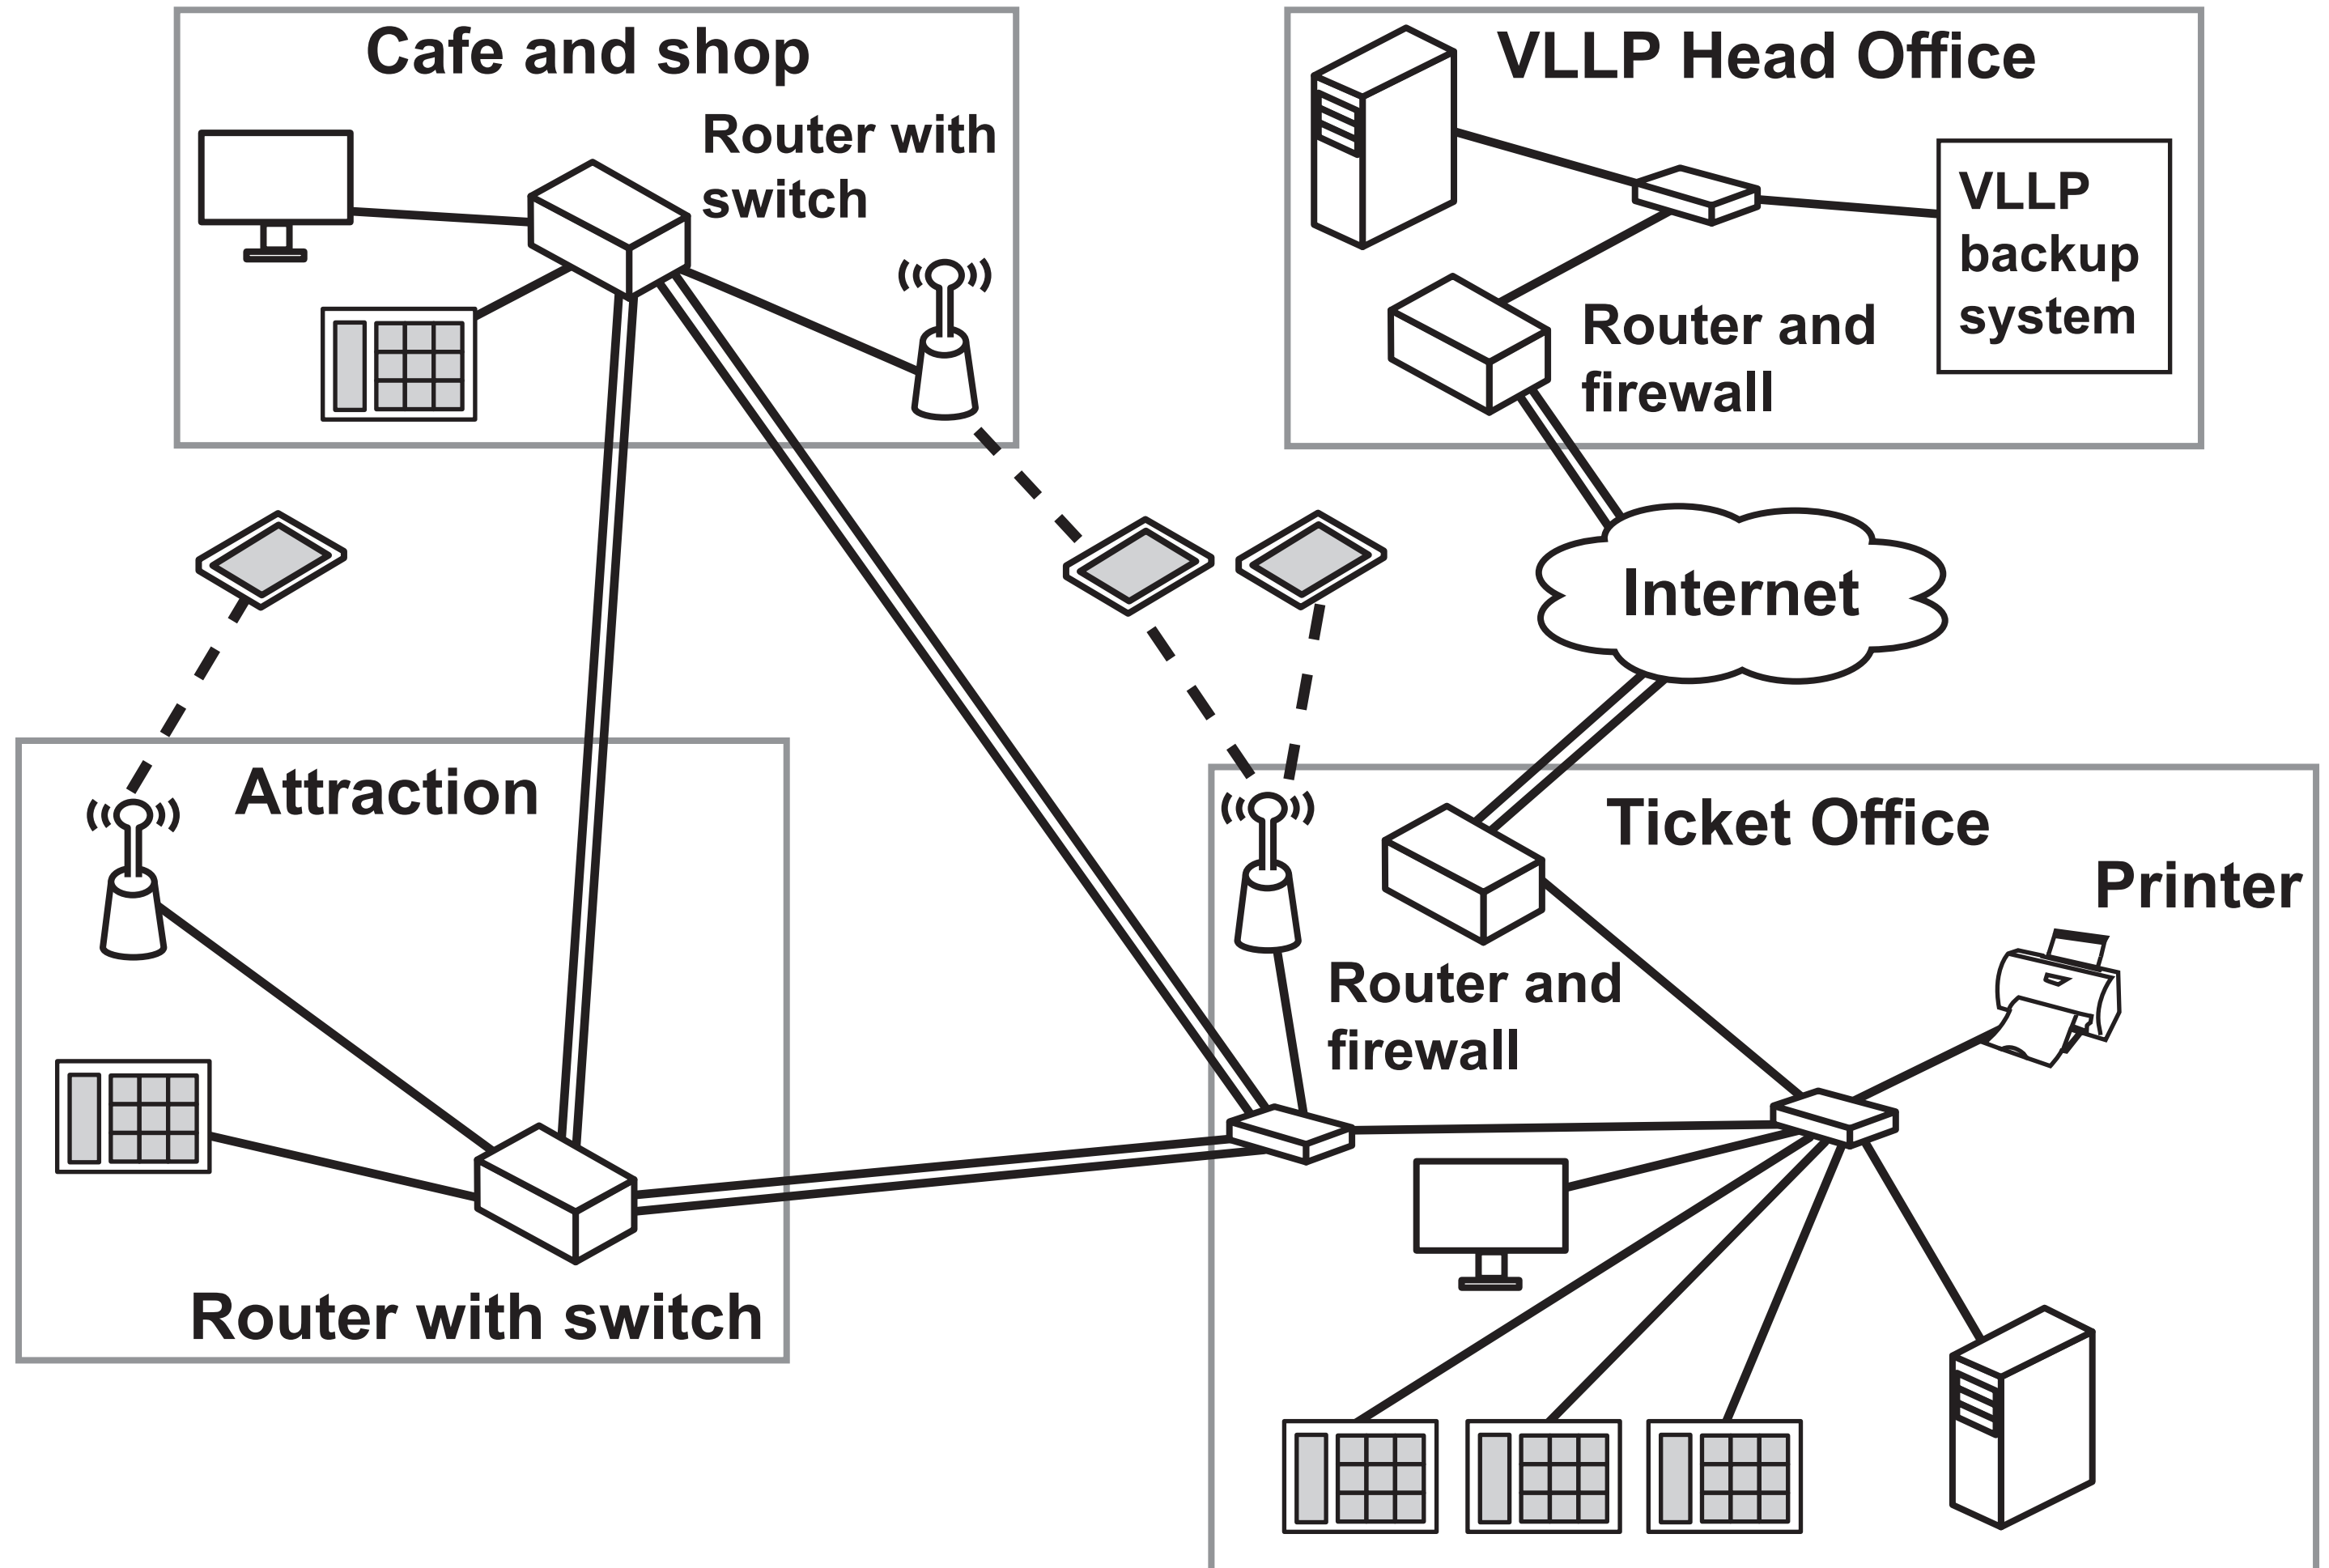 Cafe and shop
Router with
switch
VLLP Head Office
VLLP
backup
system
Router and
firewall
Internet
Attraction
Router with switch
Ticket Office
Printer
Router and
firewall